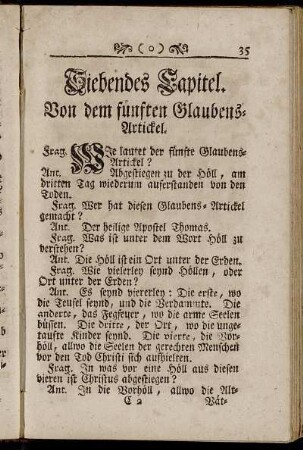 (0) 35
Siebendes Capitel.
Von dem fünften Glaubens-
Artickel.
Frag. WIe lautet der fünfte Glaubens-
Artickel?
Ant. Abgestiegen zu der Höll, am
dritten Tag wiederum auferstanden von den
Toden.
Frag. Wer hat diesen Glaubens-Artickel
gemacht?
Ant. Der heilige Apostel Thomas.
Frag. Was ist unter dem Wort Höll zu
verstehen?
Ant. Die Höll ist ein Ort unter der Erden.
Frag. Wie vielerley seynd Höllen, oder
Ort unter der Erden?
Ant. Es seynd viererley: Die erste, wo
die Teufel seynd, und die Verdammte. Die
anderte, das Fegfeuer, wo die arme Seelen
büssen. Die dritte, der Ort, wo die unge-
taufte Kinder seynd. Die vierte, die Vor-
höll, allwo die Seelen der gerechten Menschen
vor den Tod Christi sich aufhielten.
Frag. In was vor eine Höll aus diesen
vieren ist Christus abgestiegen?
Ant. In die Vorhöll, allwo die Alt-
C 2 Vät-